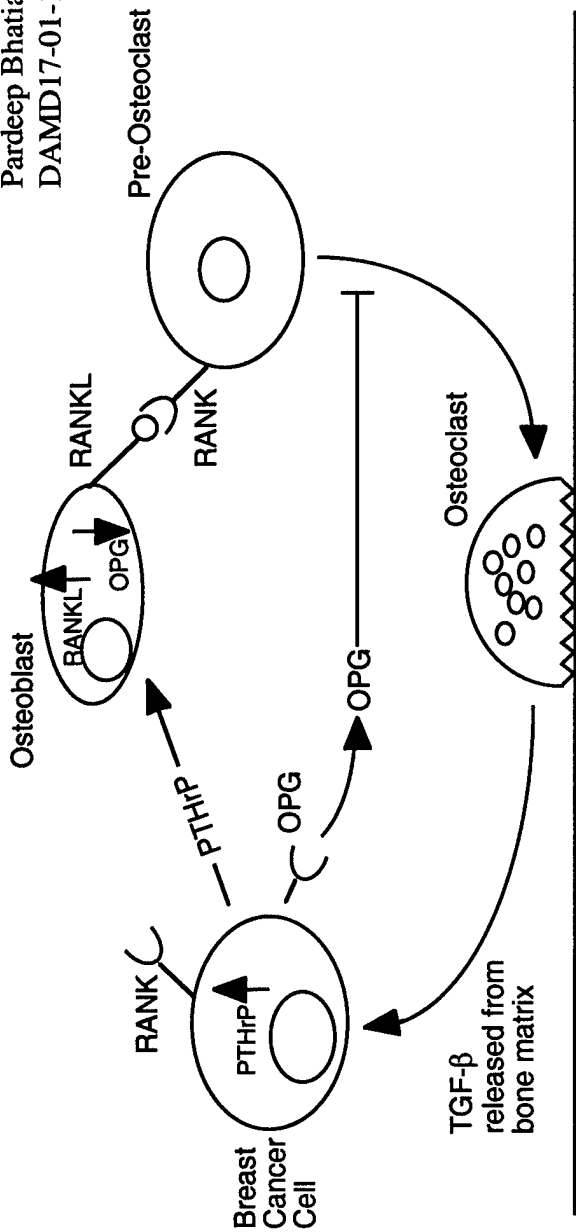 Pardeep Bhatia
DAMD17-01-
Osteoblast
RANKL
OPG
RANKL
RANK
Pre-Osteoclast
PTHrP
RANK
PTHrP
Breast
Cancer
Cell
OPG
OPG
Osteoclast
TGF-β
released from
bone matrix